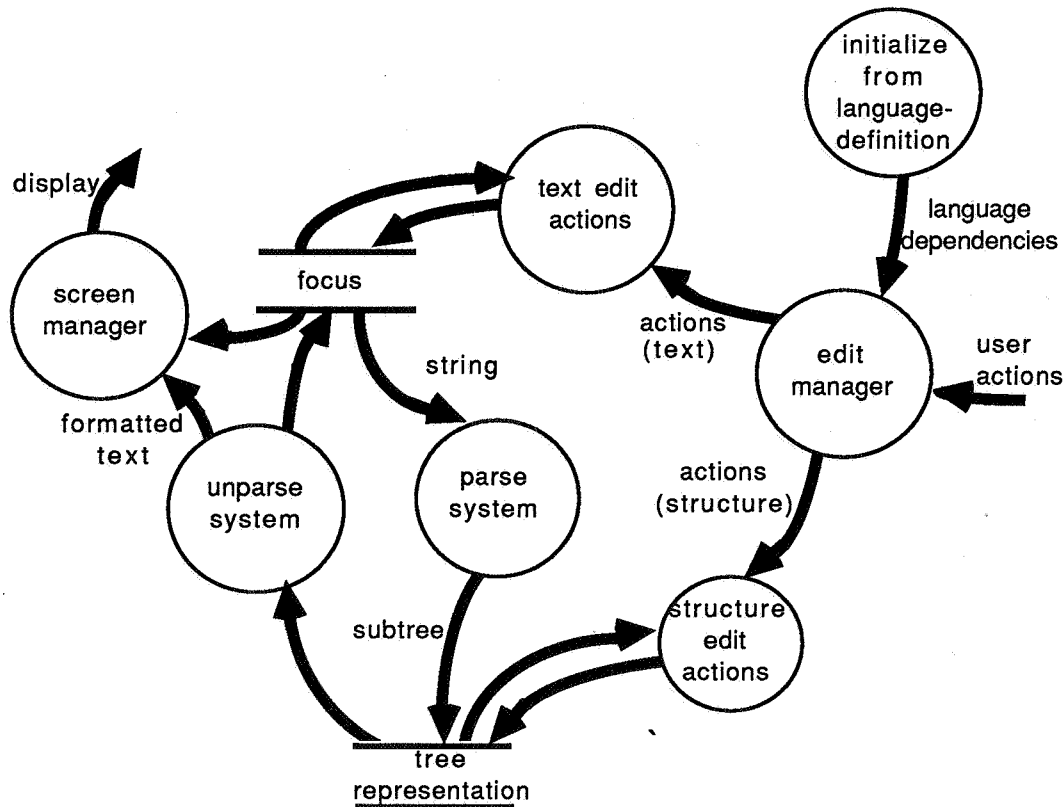 initialize
from
language-
definition
display
text edit
actions
language
dependencies
focus
screen
manager
actions
(text)
edit
manager
user
actions
string
formatted
text
unparse
system
parse
system
actions
(structure)
subtree
structure
edit
actions
tree
representation